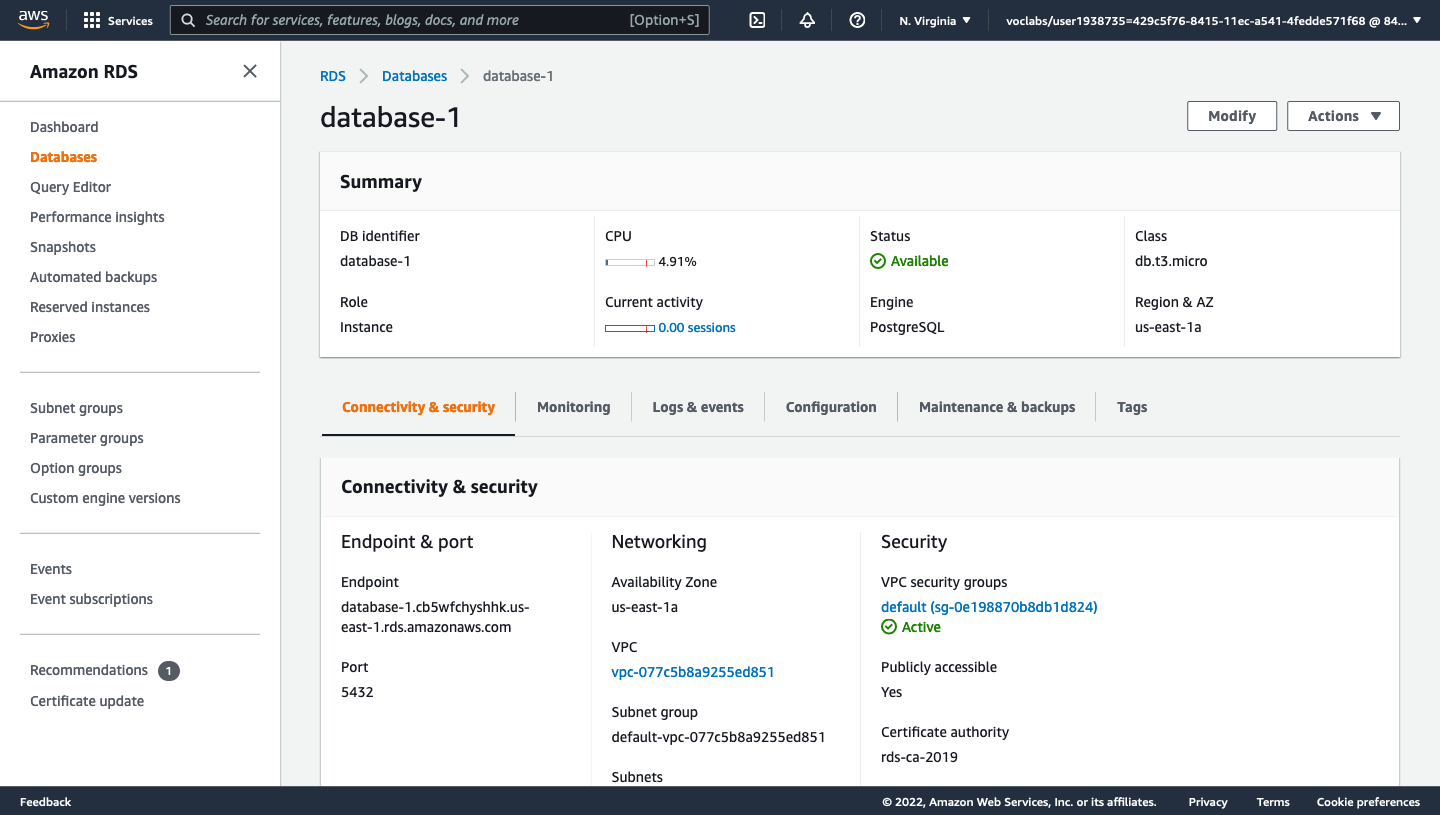 aws
Services
Search for services, features, blogs, docs, and more
[Option+S]
N. Virginia
voclabs/user1938735=429c5f76-8415-11ec-a541-4fedde571f68 @ 84...
Amazon RDS
Dashboard
Databases
Query Editor
Performance insights
Snapshots
Automated backups
Reserved instances
Proxies
Subnet groups
Parameter groups
Option groups
Custom engine versions
Events
Event subscriptions
Recommendations 1
Certificate update
RDS
Databases
database-1
database-1
Modify
Actions
Summary
DB identifier
database-1
CPU
4.91%
Status
Available
Class
db.t3.micro
Role
Instance
Current activity
0.00 sessions
Engine
PostgreSQL
Region & AZ
us-east-1a
Connectivity & security
Monitoring
Logs & events
Configuration
Maintenance & backups
Tags
Connectivity & security
Endpoint & port
Endpoint
database-1.cb5wfchyshhk.us-
east-1.rds.amazonaws.com
Port
5432
Networking
Availability Zone
us-east-1a
VPC
vpc-077c5b8a9255ed851
Subnet group
default-vpc-077c5b8a9255ed851
Subnets
Security
VPC security groups
default (sg-0e198870b8db1d824)
Active
Publicly accessible
Yes
Certificate authority
rds-ca-2019
Feedback
© 2022, Amazon Web Services, Inc. or its affiliates.
Privacy
Terms
Cookie preferences